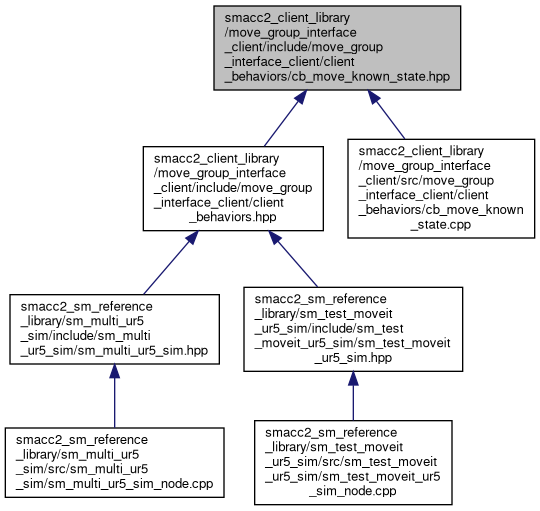 smacc2_client_library
/move_group_interface
_client/include/move_group
_interface_client/client
_behaviors/cb_move_known_state.hpp
smacc2_client_library
/move_group_interface
_client/include/move_group
_interface_client/client
_behaviors.hpp
smacc2_client_library
/move_group_interface
_client/src/move_group
_interface_client/client
_behaviors/cb_move_known
_state.cpp
smacc2_sm_reference
_library/sm_multi_ur5
_sim/include/sm_multi
_ur5_sim/sm_multi_ur5_sim.hpp
smacc2_sm_reference
_library/sm_test_moveit
_ur5_sim/include/sm_test
_moveit_ur5_sim/sm_test_moveit
_ur5_sim.hpp
smacc2_sm_reference
_library/sm_multi_ur5
_sim/src/sm_multi_ur5
_sim/sm_multi_ur5_sim_node.cpp
smacc2_sm_reference
_library/sm_test_moveit
_ur5_sim/src/sm_test_moveit
_ur5_sim/sm_test_moveit_ur5
_sim_node.cpp